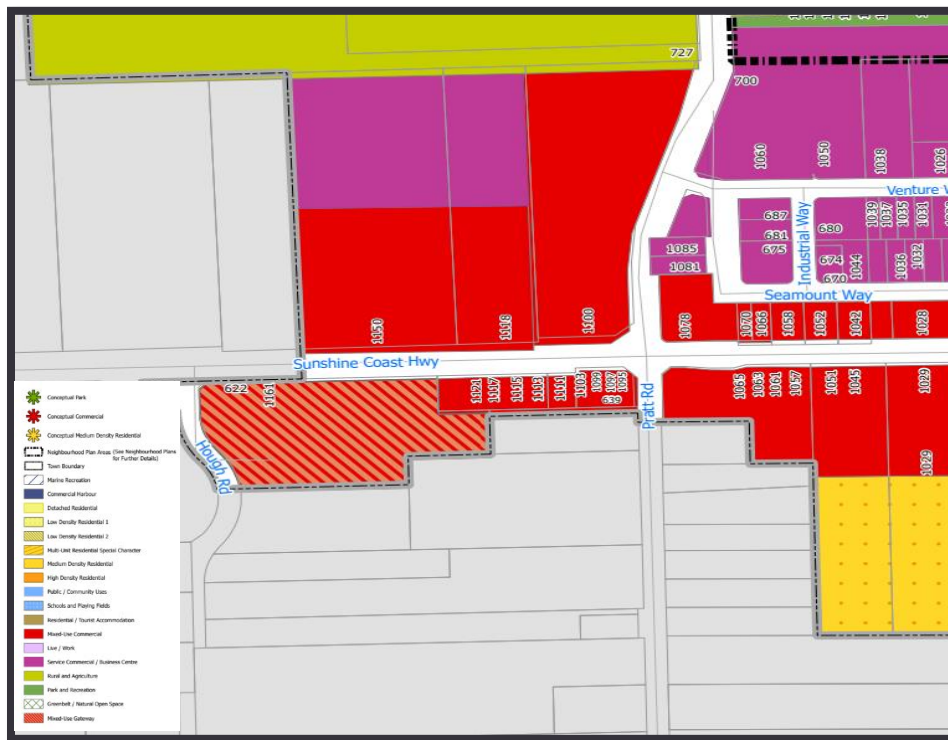 727
700
1060
1050
1038
1026
Venture W
687
681
675
Industrial Way
680
674
670
1044
1039
1037
1035
1031
1036
1032
1085
1081
Seamount Way
1150
1118
1100
1078
1070
1066
1058
1052
1042
1028
Sunshine Coast Hwy
622
1161
1121
1117
1115
1113
1111
1099
1097
1095
639
Pratt Rd
1065
1063
1061
1057
1051
1045
1029
1029
Hough Rd
Conceptual Park
Conceptual Commercial
Conceptual Medium Density Residential
Neighbourhood Plan Areas (See Neighbourhood Plans
for Further Details)
Town Boundary
Marine Recreation
Commercial Harbour
Detached Residential
Low Density Residential 1
Low Density Residential 2
Multi-Unit Residential Special Character
Medium Density Residential
High Density Residential
Public / Community Uses
Schools and Playing Fields
Residential / Tourist Accommodation
Mixed-Use Commercial
Live / Work
Service Commercial / Business Centre
Rural and Agriculture
Park and Recreation
Greenbelt / Natural Open Space
Mixed-Use Gateway